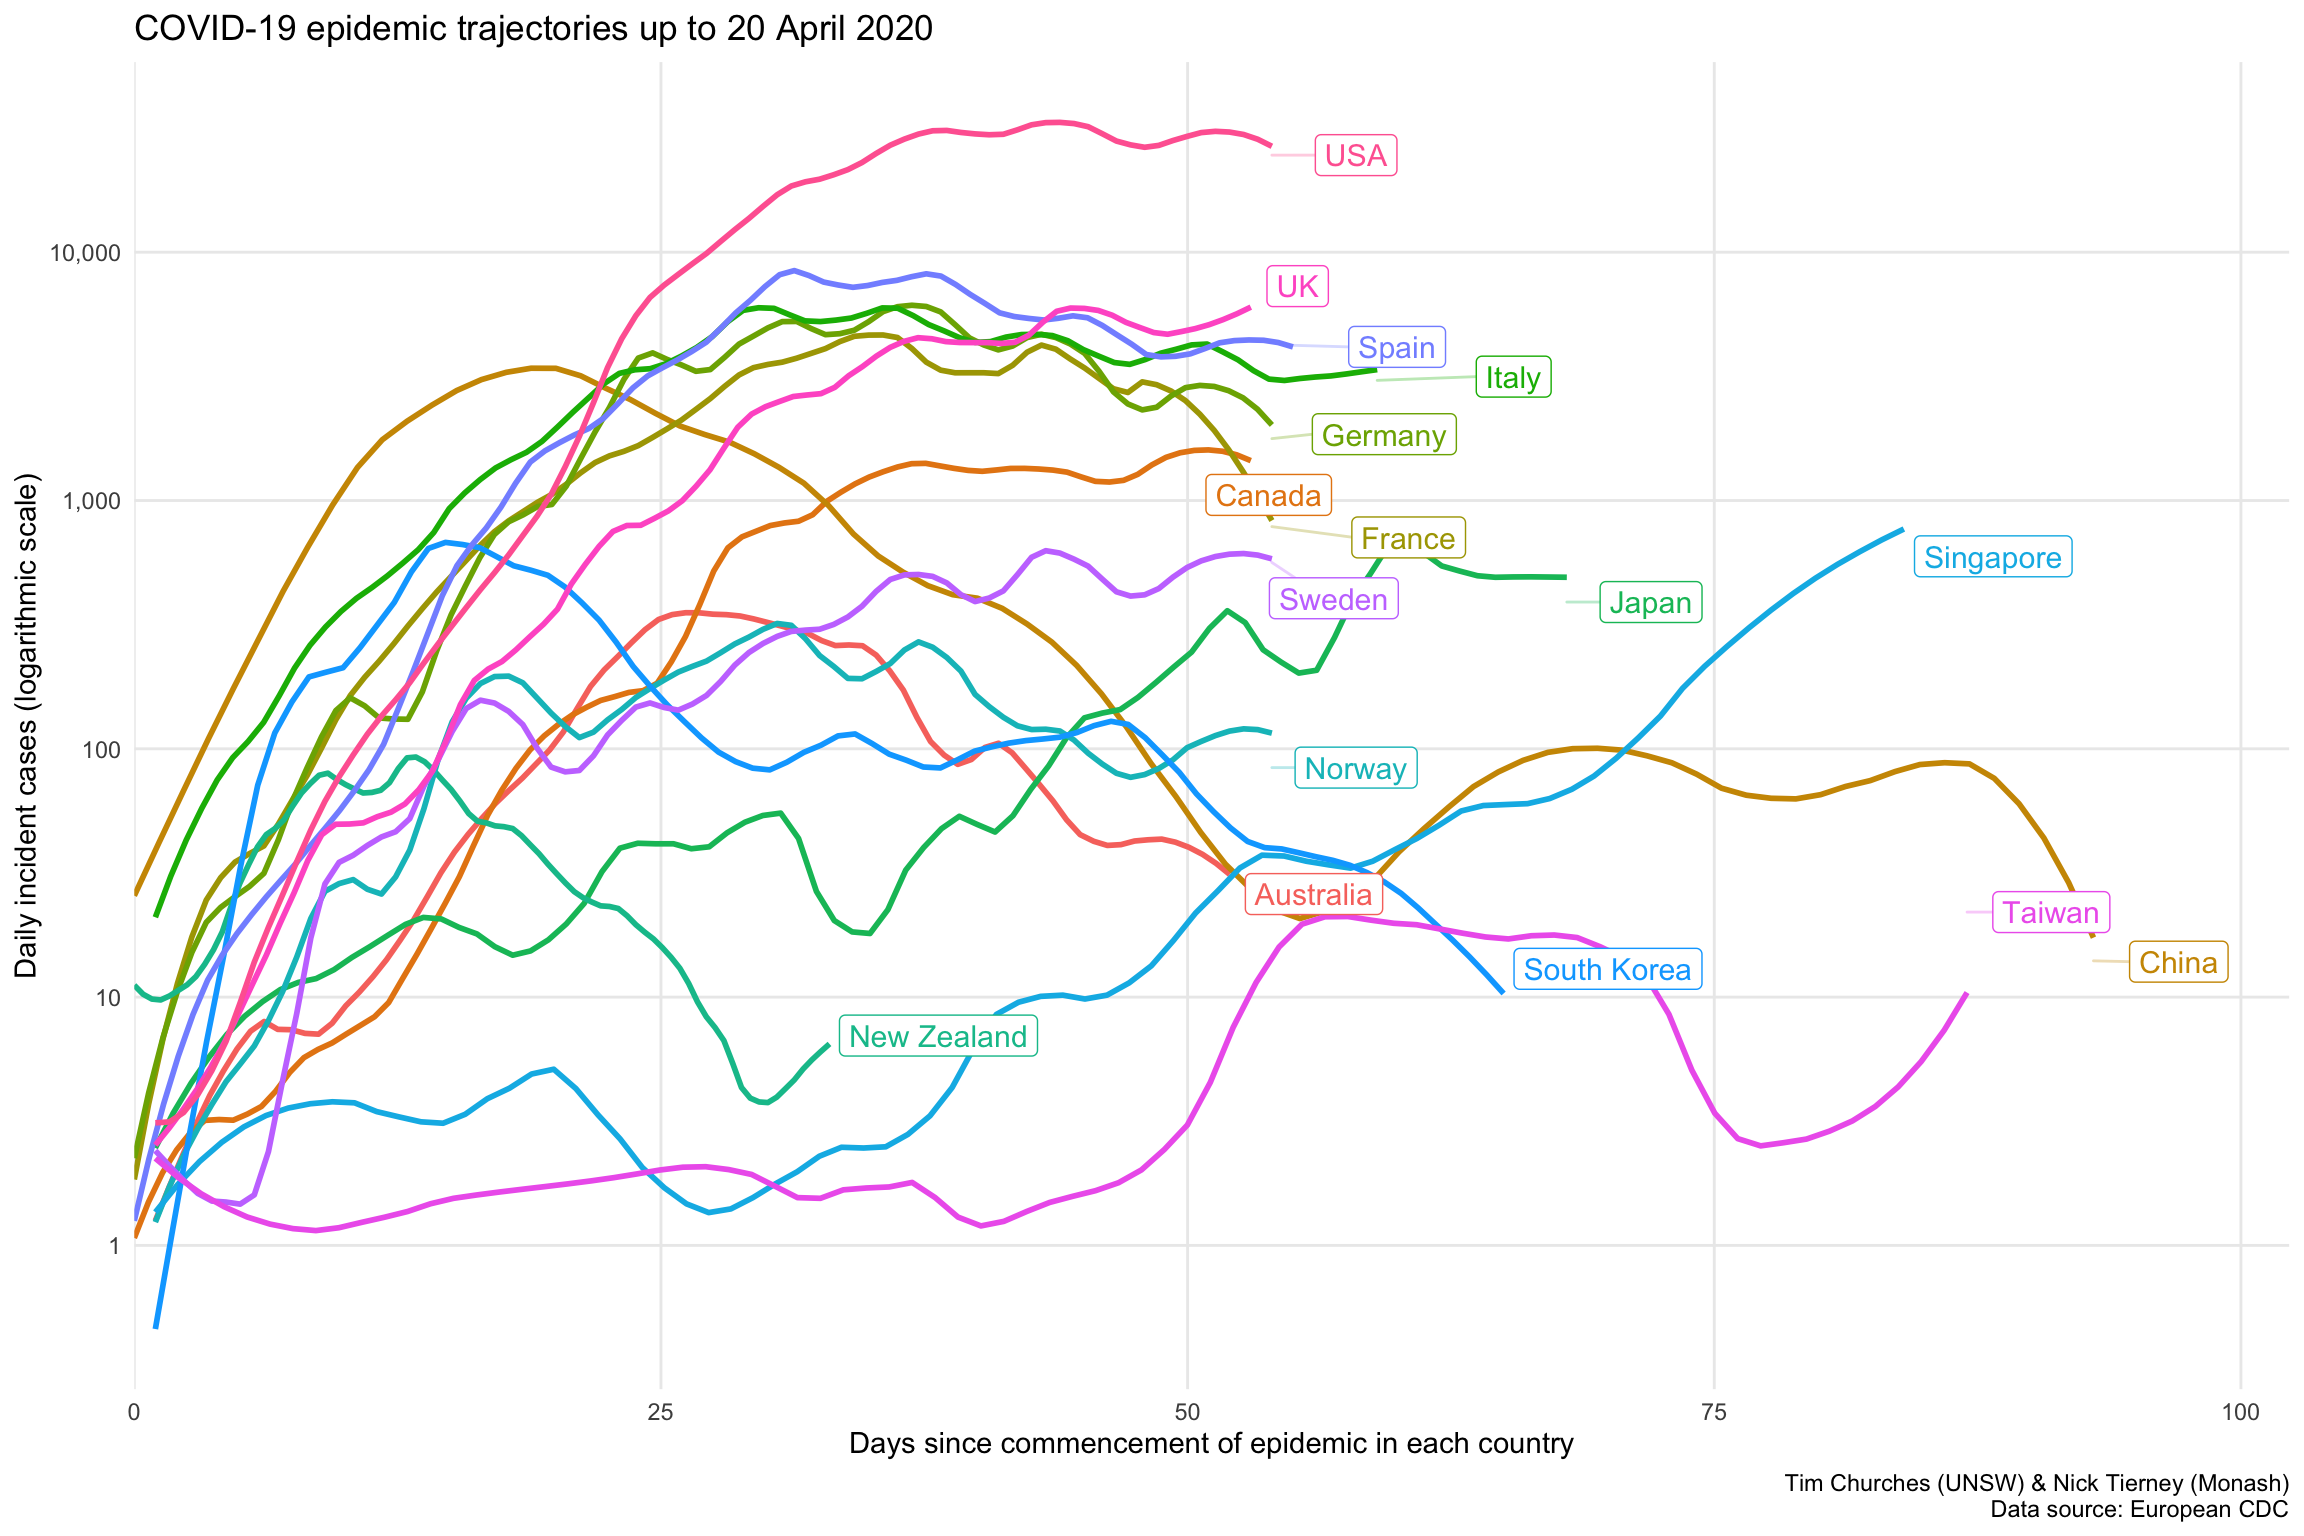 COVID-19 epidemic trajectories up to 20 April 2020
Daily incident cases (logarithmic scale)
10,000
1,000
100
10
1
USA
UK
Spain
Italy
Germany
Canada
France
Singapore
Sweden
Japan
Norway
Australia
Taiwan
China
South Korea
New Zealand
0
25
50
75
100
Days since commencement of epidemic in each country
Tim Churches (UNSW) & Nick Tierney (Monash)
Data source: European CDC